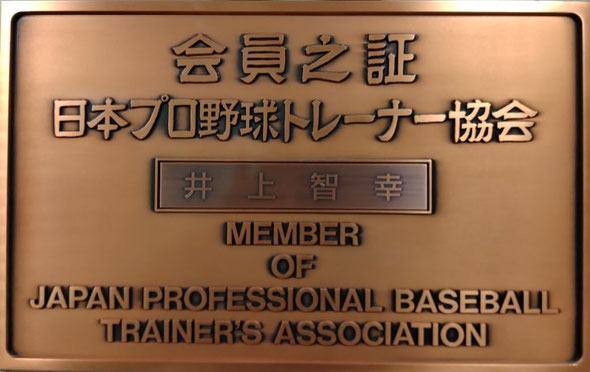 会員之証
日本プロ野球トレーナー協会
井上智幸
MEMBER
OF
JAPAN PROFESSIONAL BASEBALL
TRAINER'S ASSOCIATION